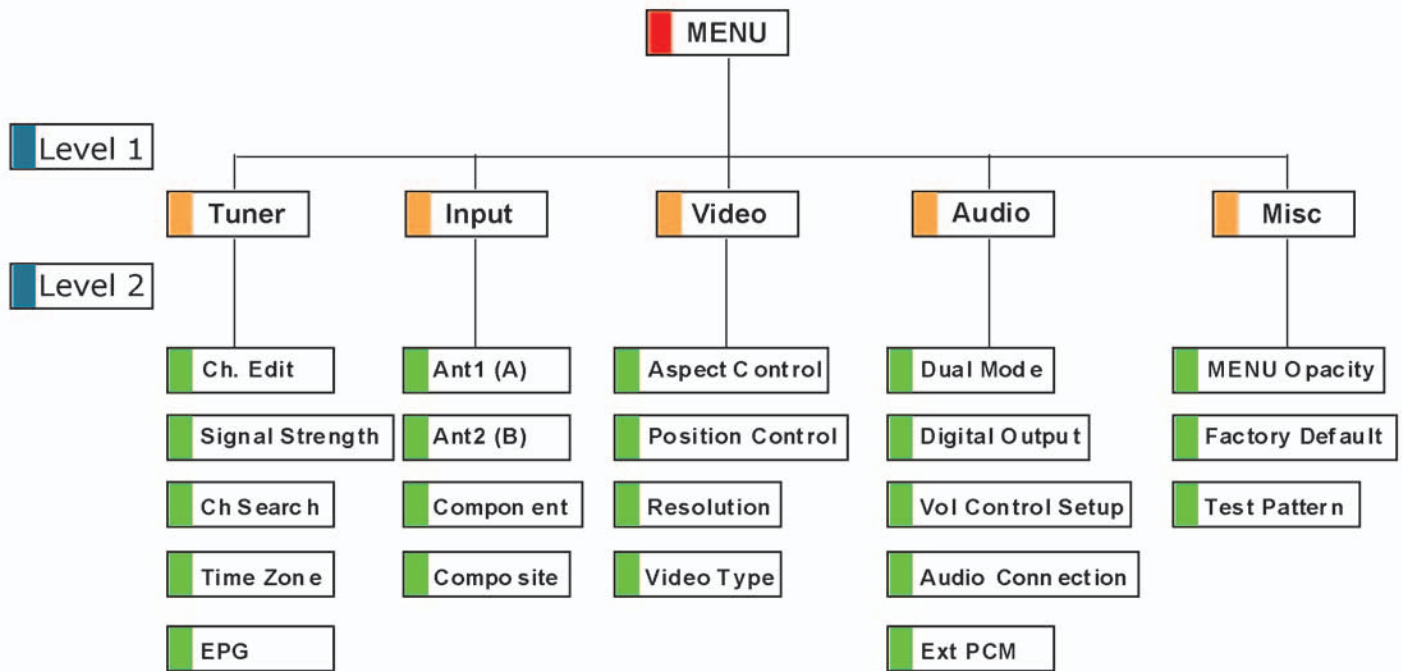 MENU
Level 1
Tuner
Input
Video
Audio
Misc
Level 2
Ch. Edit
Ant1 (A)
Aspect Control
Dual Mode
MENU Opacity
Signal Strength
Ant2 (B)
Position Control
Digital Output
Factory Default
Ch Search
Component
Resolution
Vol Control Setup
Test Pattern
Time Zone
Composite
Video Type
Audio Connection
EPG
Ext PCM